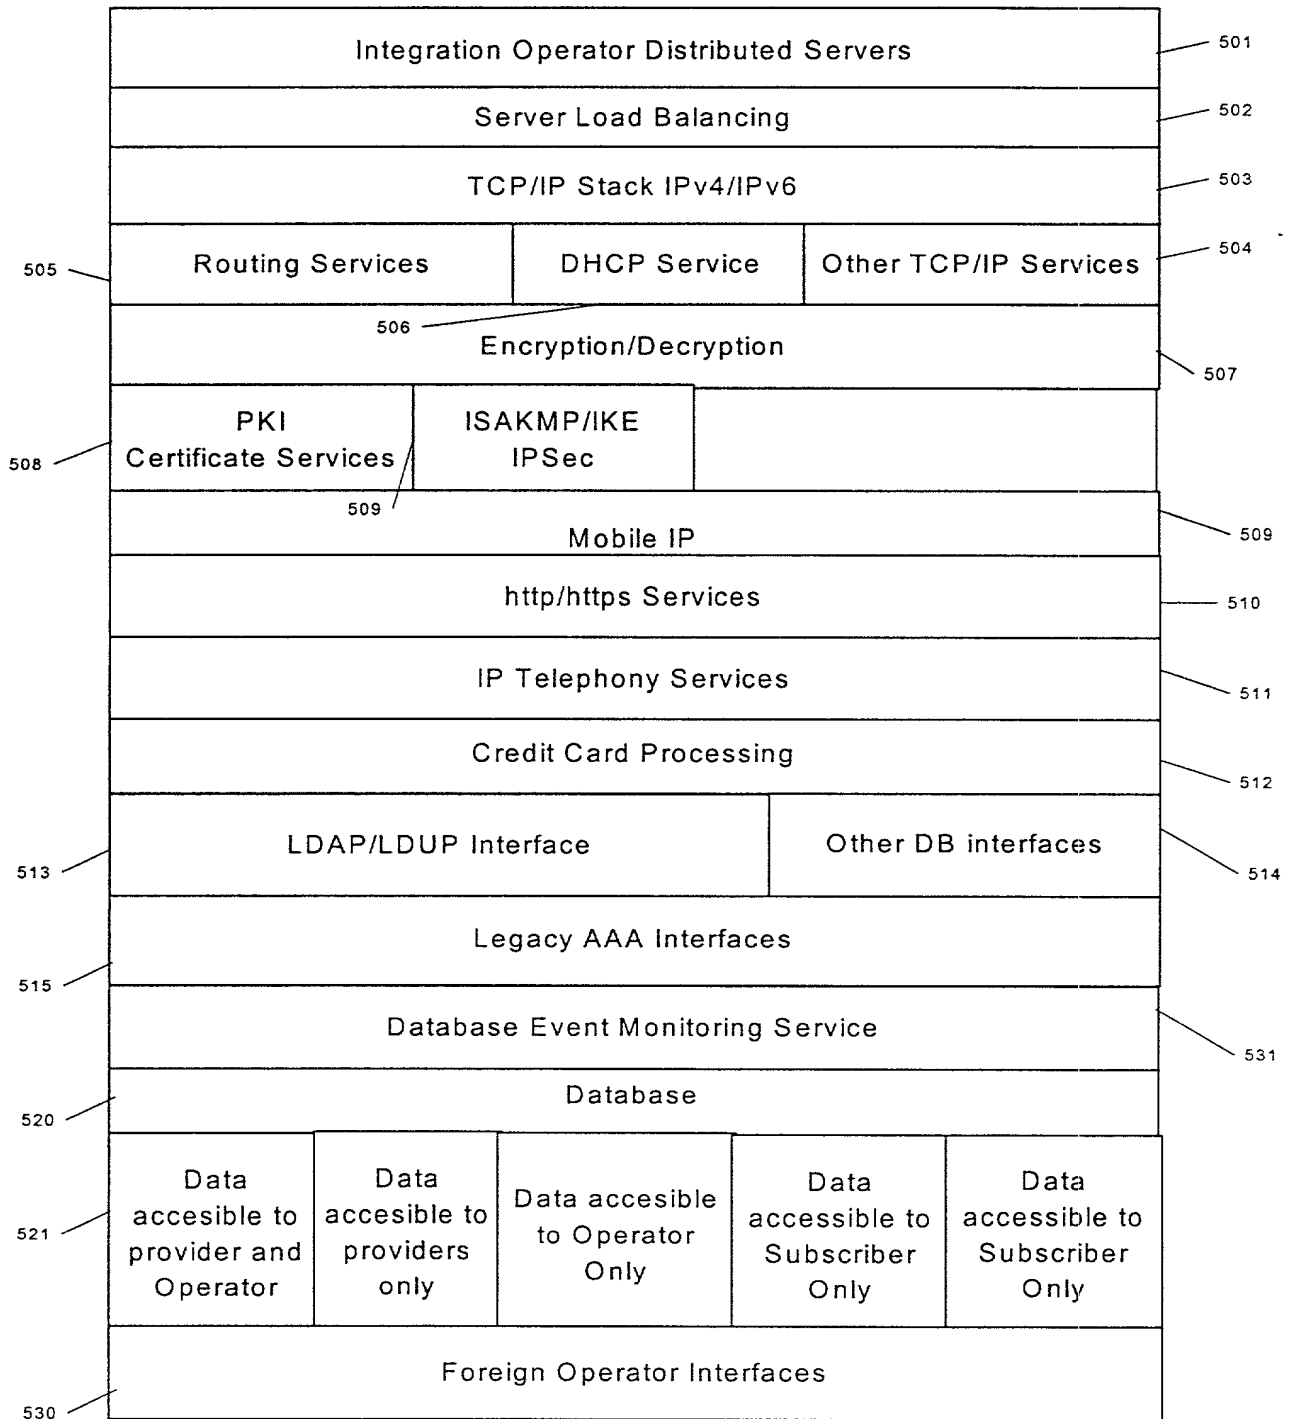 Integration Operator Distributed Servers
501
Server Load Balancing
502
TCP/IP Stack IPv4/IPv6
503
505
Routing Services
DHCP Service
Other TCP/IP Services
504
506
Encryption/Decryption
507
508
PKI
Certificate Services
ISAKMP/IKE
IPSec
509
Mobile IP
509
http/https Services
510
IP Telephony Services
511
Credit Card Processing
512
513
LDAP/LDUP Interface
Other DB interfaces
514
Legacy AAA Interfaces
515
Database Event Monitoring Service
531
Database
520
521
Data
accesible to
provider and
Operator
Data
accesible to
providers
only
Data accesible
to Operator
Only
Data
accessible to
Subscriber
Only
Data
accessible to
Subscriber
Only
Foreign Operator Interfaces
530